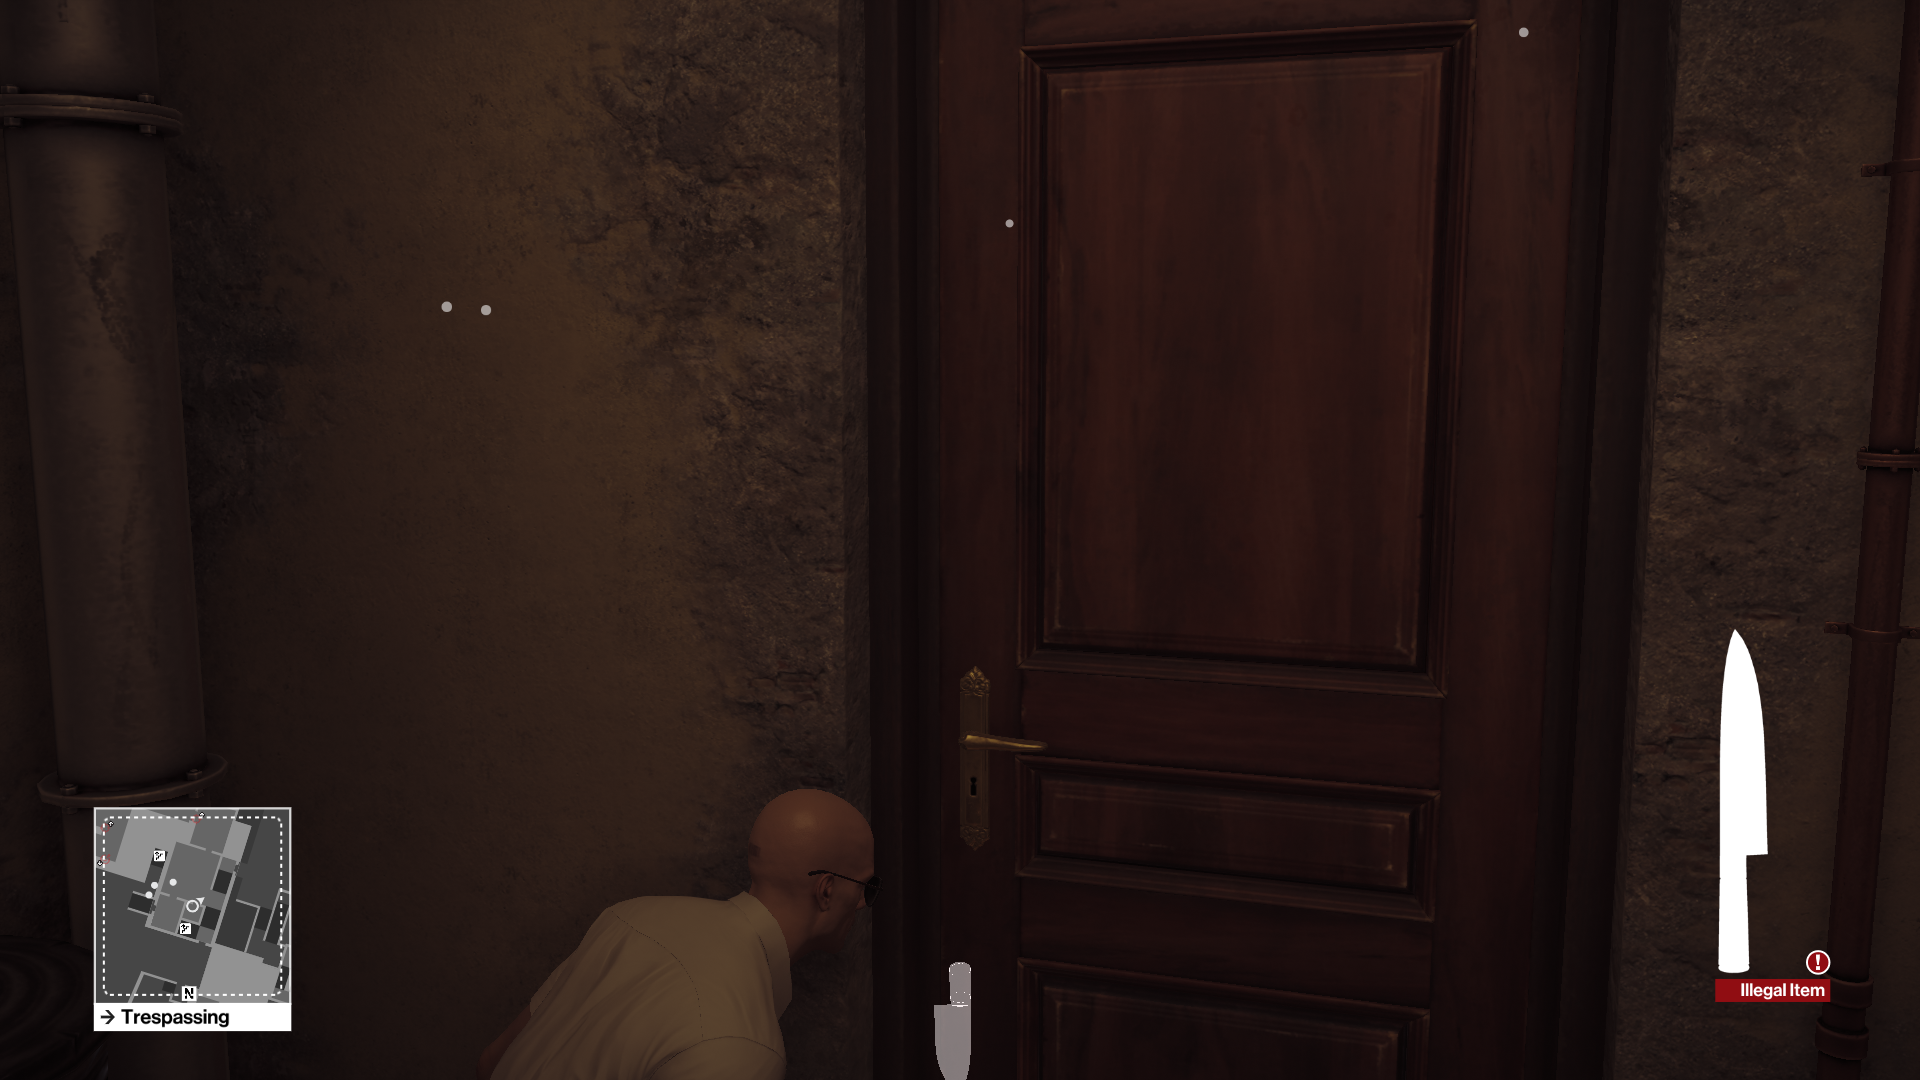 N
→ Trespassing
!
Illegal Item